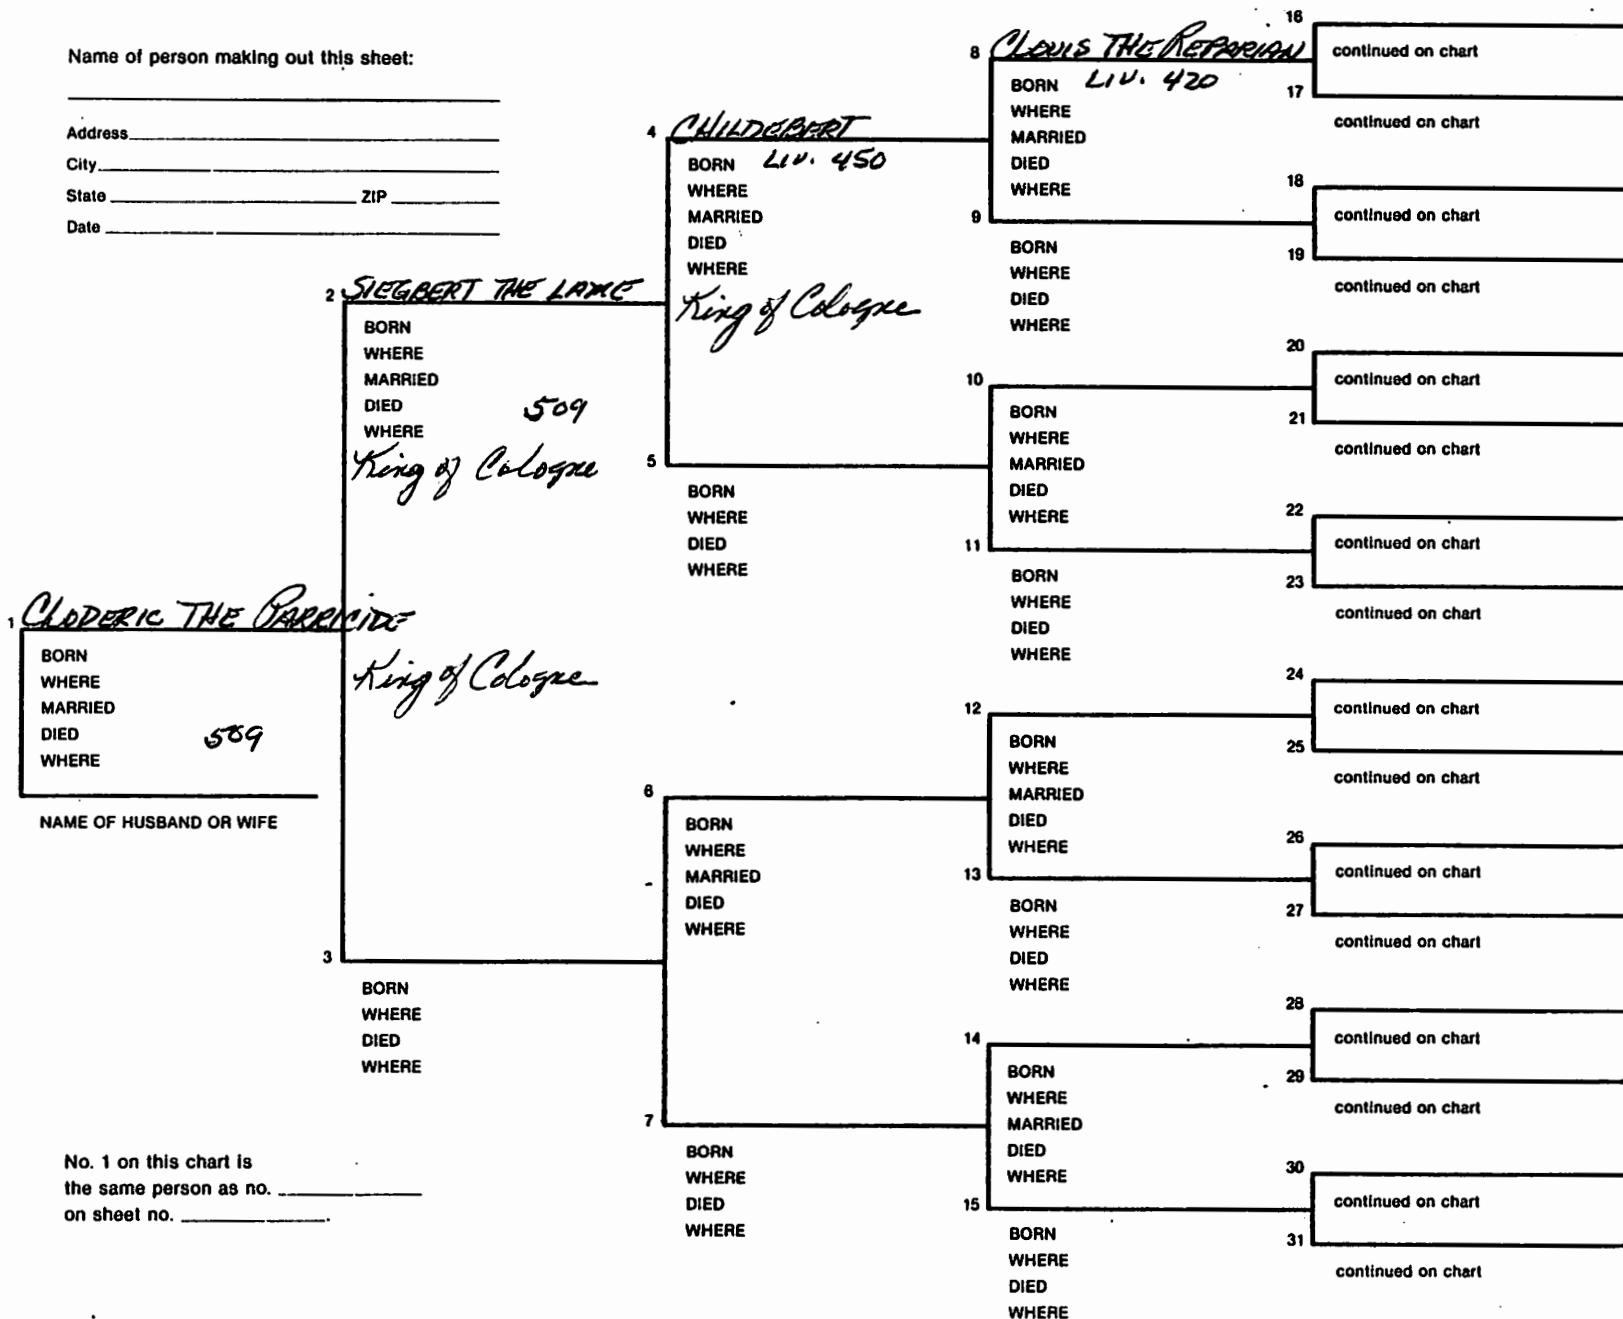 Name of person making out this sheet:
Address
City
State ZIP
Date
1 CLODERIC THE PARRICIDE
BORN
WHERE
MARRIED
DIED 509
WHERE
King of Cologne
NAME OF HUSBAND OR WIFE
2 SIEGBERT THE LAME
BORN
WHERE
MARRIED
DIED 509
WHERE
King of Cologne
3
BORN
WHERE
DIED
WHERE
4 CHILDEBERT
BORN LIV. 450
WHERE
MARRIED
DIED
WHERE
King of Cologne
5
BORN
WHERE
DIED
WHERE
6
BORN
WHERE
MARRIED
DIED
WHERE
7
BORN
WHERE
DIED
WHERE
8 CLOUIS THE REPARIAN
BORN LIV. 420
WHERE
MARRIED
DIED
WHERE
9
BORN
WHERE
DIED
WHERE
10
BORN
WHERE
MARRIED
DIED
WHERE
11
BORN
WHERE
DIED
WHERE
12
BORN
WHERE
MARRIED
DIED
WHERE
13
BORN
WHERE
DIED
WHERE
14
BORN
WHERE
MARRIED
DIED
WHERE
15
BORN
WHERE
DIED
WHERE
16
continued on chart
17
continued on chart
18
continued on chart
19
continued on chart
20
continued on chart
21
continued on chart
22
continued on chart
23
continued on chart
24
continued on chart
25
continued on chart
26
continued on chart
27
continued on chart
28
continued on chart
29
continued on chart
30
continued on chart
31
continued on chart
No. 1 on this chart is
the same person as no.
on sheet no. .